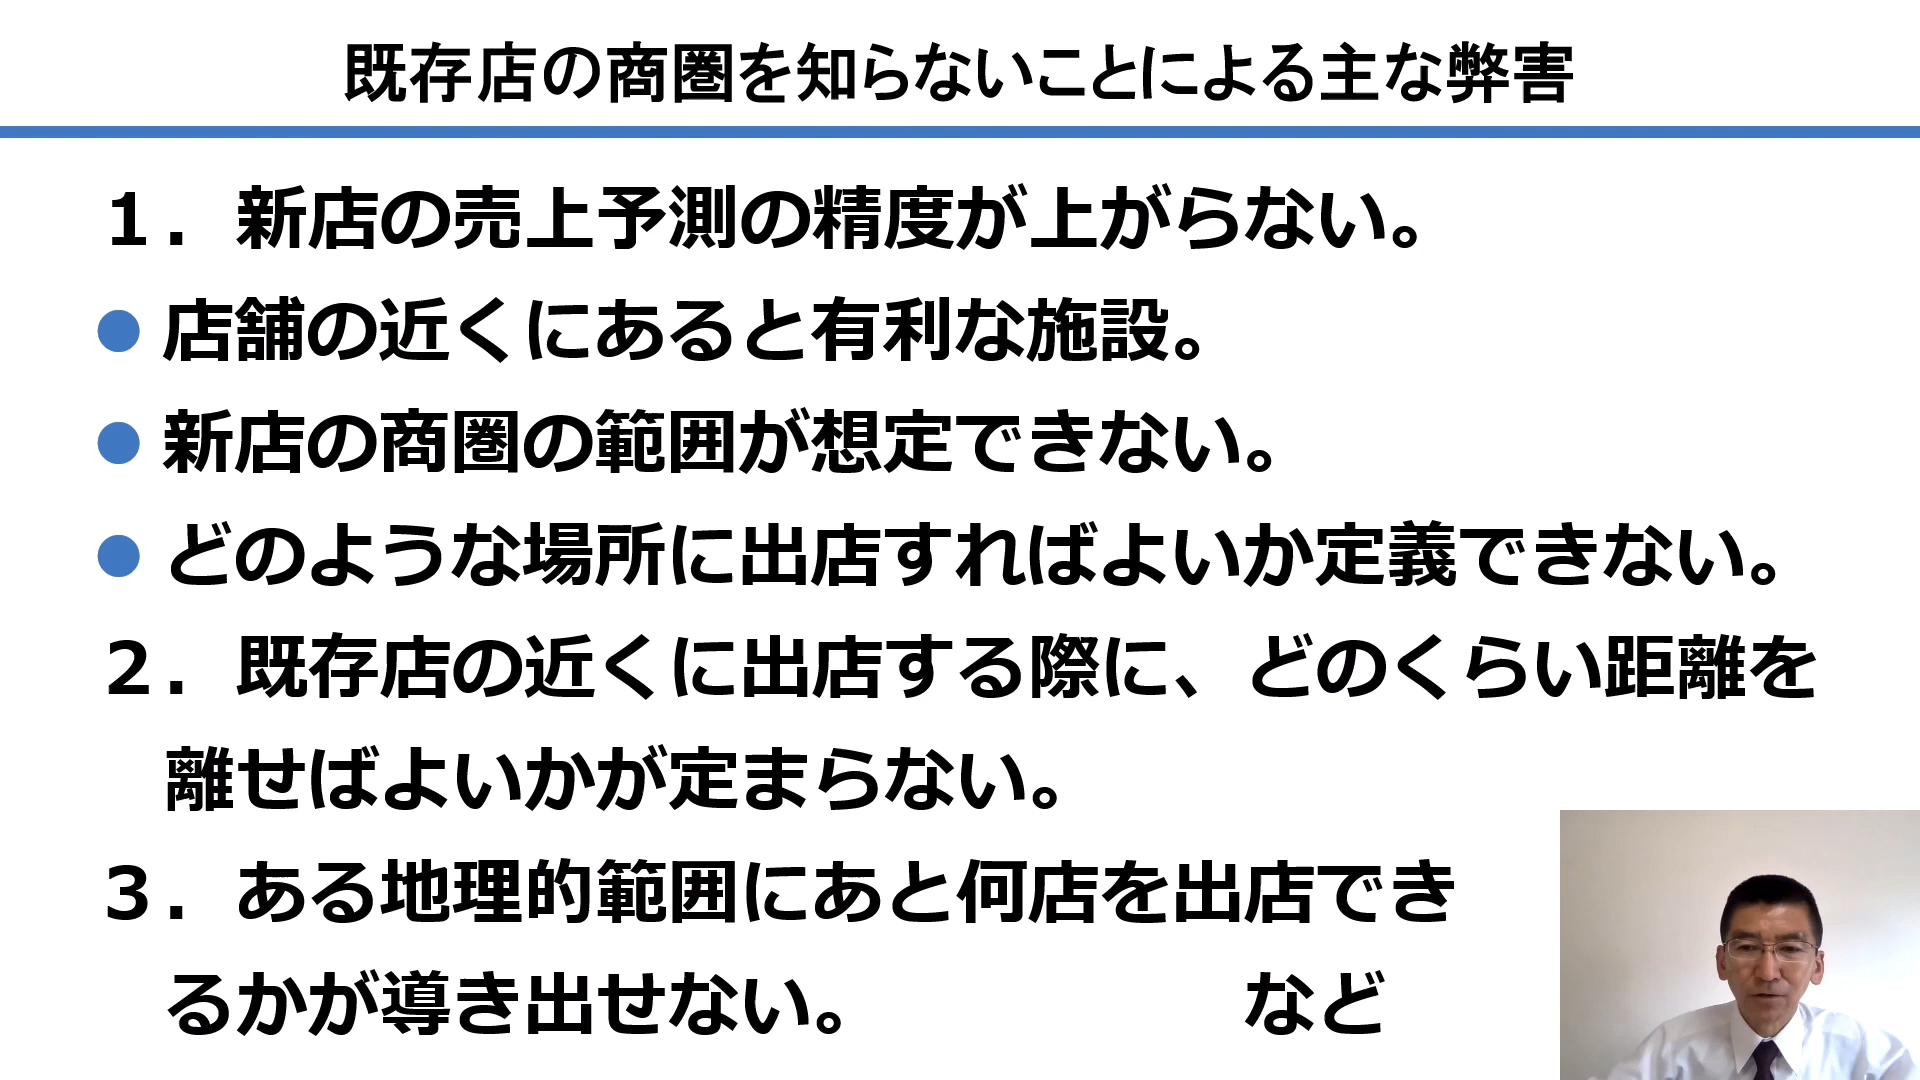 既存店の商圏を知らないことによる主な弊害
１．新店の売上予測の精度が上がらない。
● 店舗の近くにあると有利な施設。
● 新店の商圏の範囲が想定できない。
● どのような場所に出店すればよいか定義できない。
２．既存店の近くに出店する際に、どのくらい距離を
離せばよいかが定まらない。
３．ある地理的範囲にあと何店を出店でき
るかが導き出せない。　　　　　など